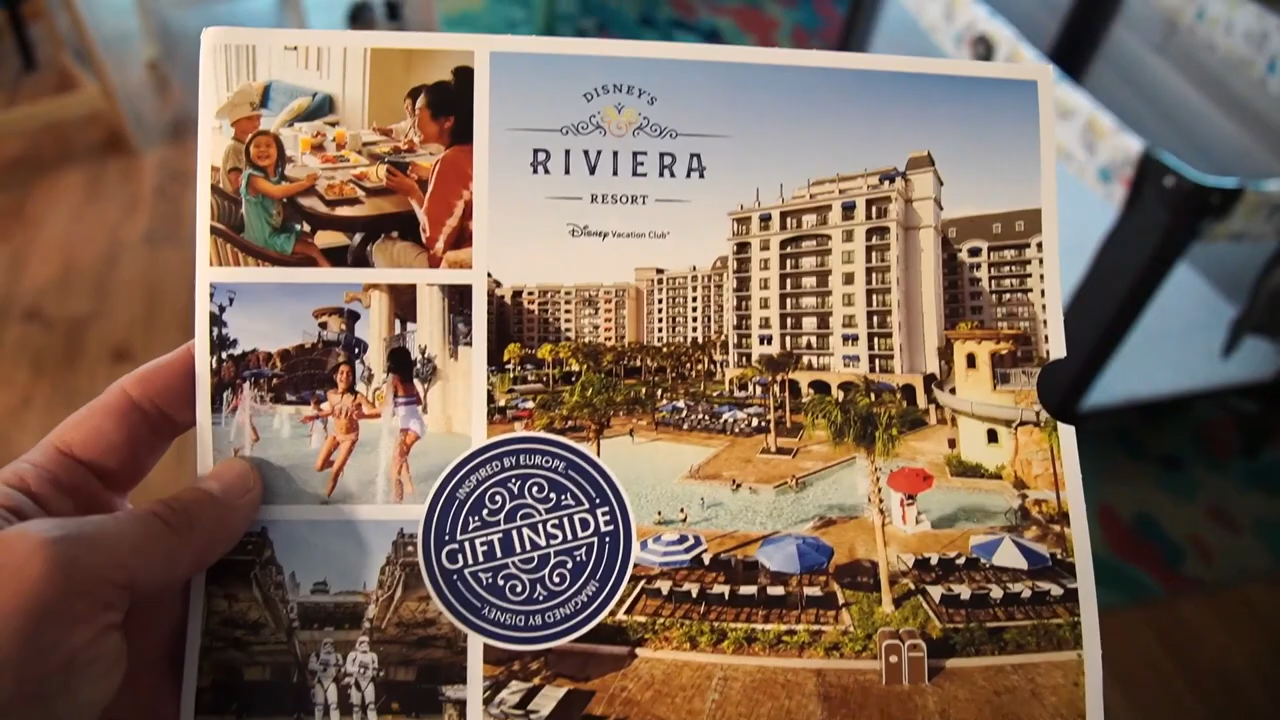 DISNEY'S
RIVIERA
RESORT
Disney Vacation Club®
INSPIRED BY EUROPE.
GIFT INSIDE
IMAGINED BY DISNEY.